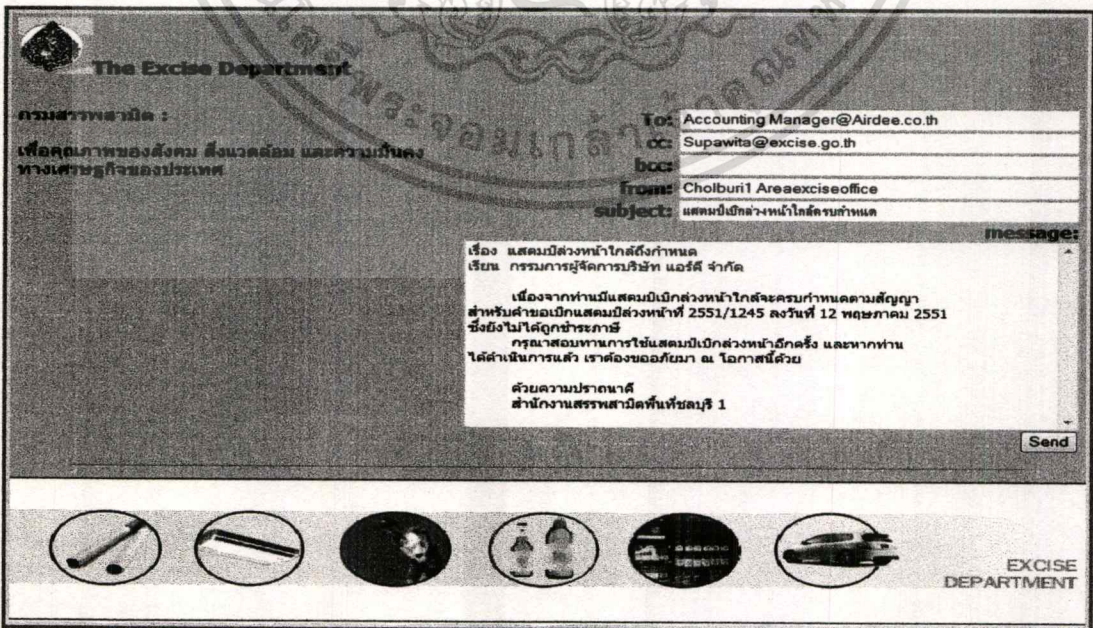 The Excise Department
กรมสรรพสามิต :
เพื่อคุณภาพของสังคม สิ่งแวดล้อม และความมั่นคง
ทางเศรษฐกิจของประเทศ
To: Accounting Manager@Airdee.co.th
cc: Supawita@excise.go.th
bcc:
from: Cholburi1 Areaexciseoffice
subject: แสตมป์เบิกล่วงหน้าใกล้ครบกำหนด
message:
เรื่อง แสตมป์ล่วงหน้าใกล้ถึงกำหนด
เรียน กรรมการผู้จัดการบริษัท แอร์ดี จำกัด
เนื่องจากท่านมีแสตมป์เบิกล่วงหน้าใกล้จะครบกำหนดตามสัญญา
สำหรับคำขอเบิกแสตมป์ล่วงหน้าที่ 2551/1245 ลงวันที่ 12 พฤษภาคม 2551
ซึ่งยังไม่ได้ถูกชำระภาษี
กรุณาสอบทานการใช้แสตมป์เบิกล่วงหน้าอีกครั้ง และหากท่าน
ได้ดำเนินการแล้ว เราต้องขออภัยมา ณ โอกาสนี้ด้วย
ด้วยความปราถนาดี
สำนักงานสรรพสามิตพื้นที่ชลบุรี 1
Send
EXCISE
DEPARTMENT